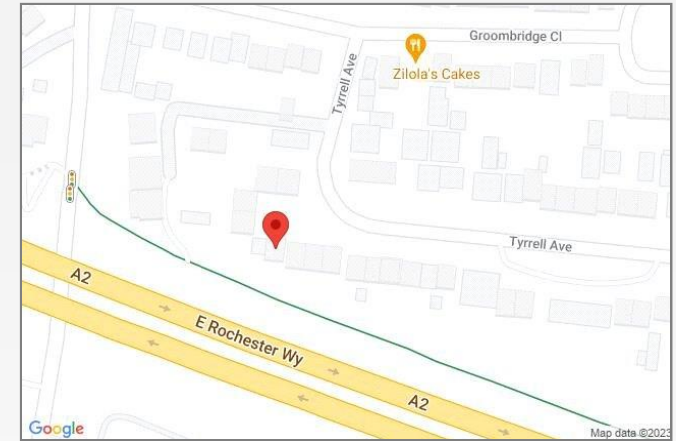 Groombridge Cl
Zilola's Cakes
Tyrrell Ave
Tyrrell Ave
A2
E Rochester Wy
A2
Google
Map data ©2023